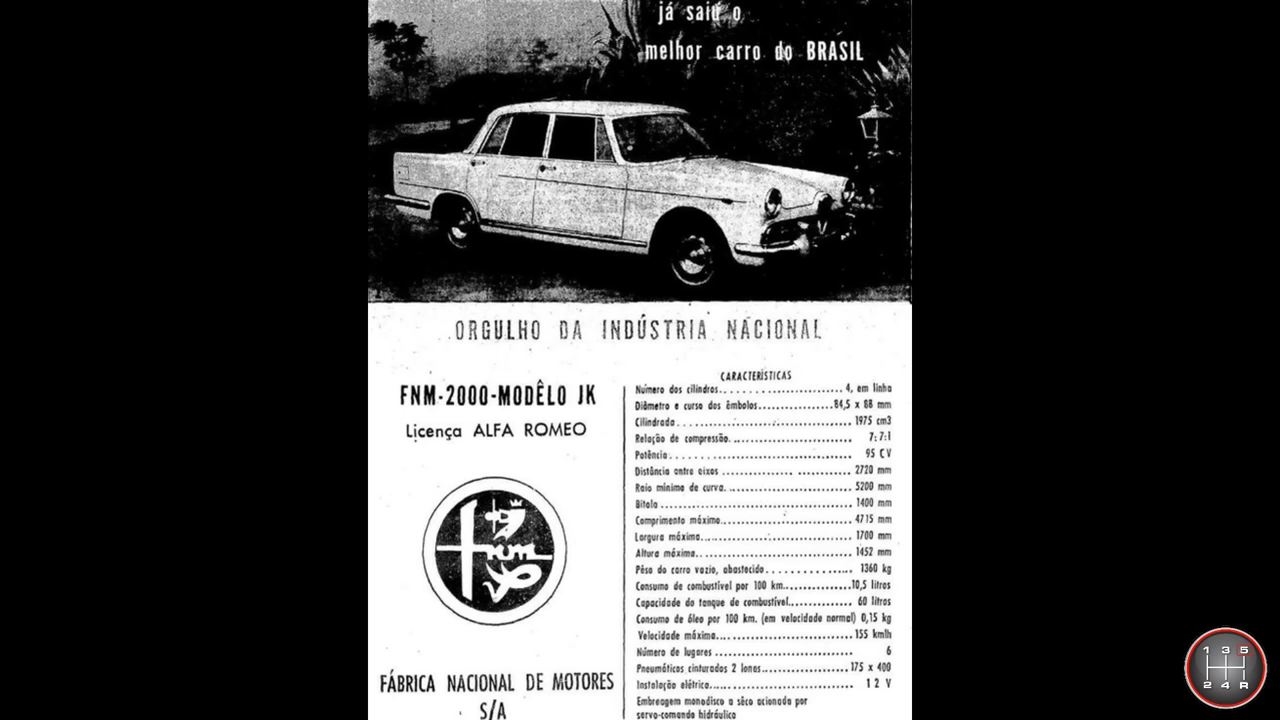 já saiu o
melhor carro do BRASIL
ORGULHO DA INDÚSTRIA NACIONAL
FNM-2000-MODÊLO JK
Licença ALFA ROMEO
fnm
FÁBRICA NACIONAL DE MOTORES
S/A
CARACTERÍSTICAS
Número dos cilindros. . . . . . . . . . . . . . . . . . . . 4, em linha
Diâmetro e curso dos êmbolos................84,5 x 88 mm
Cilindrada . . . .............................. 1975 cm3
Relação de compressão. ......................... 7:7:1
Potência. . . . . ................................ 95 CV
Distância entre eixos ............................ 2720 mm
Raio mínimo de curva. ......................... 5200 mm
Bitola ........................................ 1400 mm
Comprimento máximo........................... 4715 mm
Largura máxima............................... 1700 mm
Altura máxima. ............................... 1452 mm
Pêso do carro vazio, abastecido . . . . . . . . ...... 1360 kg
Consumo de combustível por 100 km..............10,5 litros
Capacidade do tanque de combustível.............. 60 litros
Consumo de óleo por 100 km. (em velocidade normal) 0,15 kg
Velocidade máxima............................ 155 kmlh
Número de lugares ............................ 6
Pneumáticos cinturados 2 lonas................... 175 x 400
Instalação elétrica.............................. 12 V
Embreagem monodisco a sêco acionada por
servo-comando hidráulico
1 3 5
2 4 R